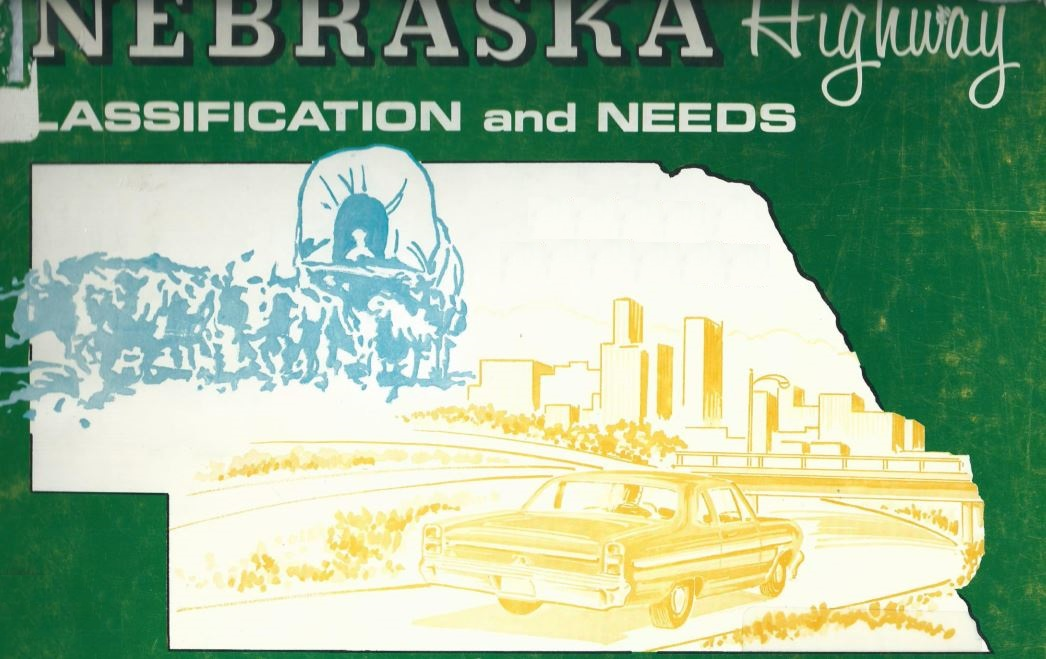 NEBRASKA Highway
LASSIFICATION and NEEDS